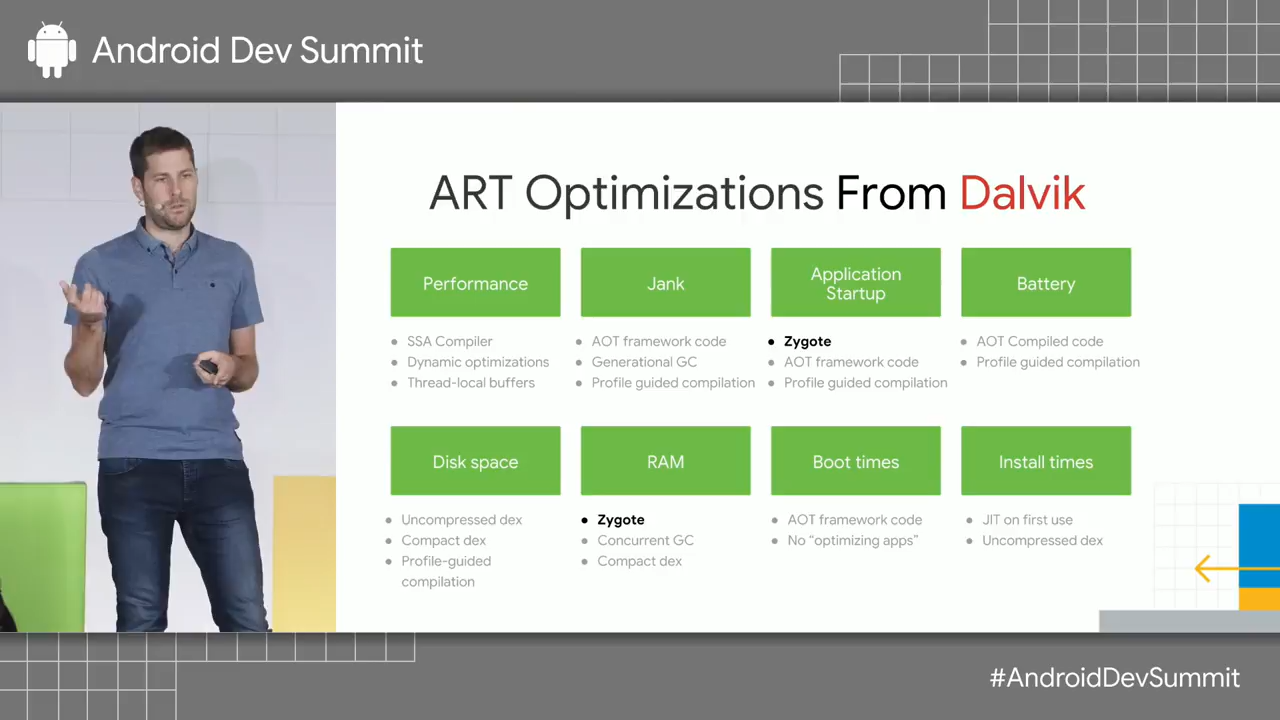 Android Dev Summit
ART Optimizations From Dalvik
Performance
SSA Compiler
Dynamic optimizations
Thread-local buffers
Jank
AOT framework code
Generational GC
Profile guided compilation
Application
Startup
Zygote
AOT framework code
Profile guided compilation
Battery
AOT Compiled code
Profile guided compilation
Disk space
Uncompressed dex
Compact dex
Profile-guided
compilation
RAM
Zygote
Concurrent GC
Compact dex
Boot times
AOT framework code
No “optimizing apps”
Install times
JIT on first use
Uncompressed dex
#AndroidDevSummit